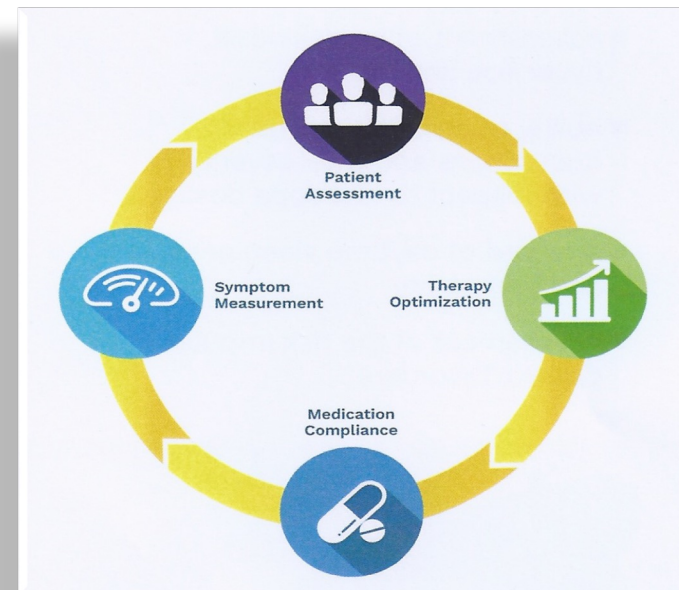 Patient
Assessment
Symptom
Measurement
Therapy
Optimization
Medication
Compliance